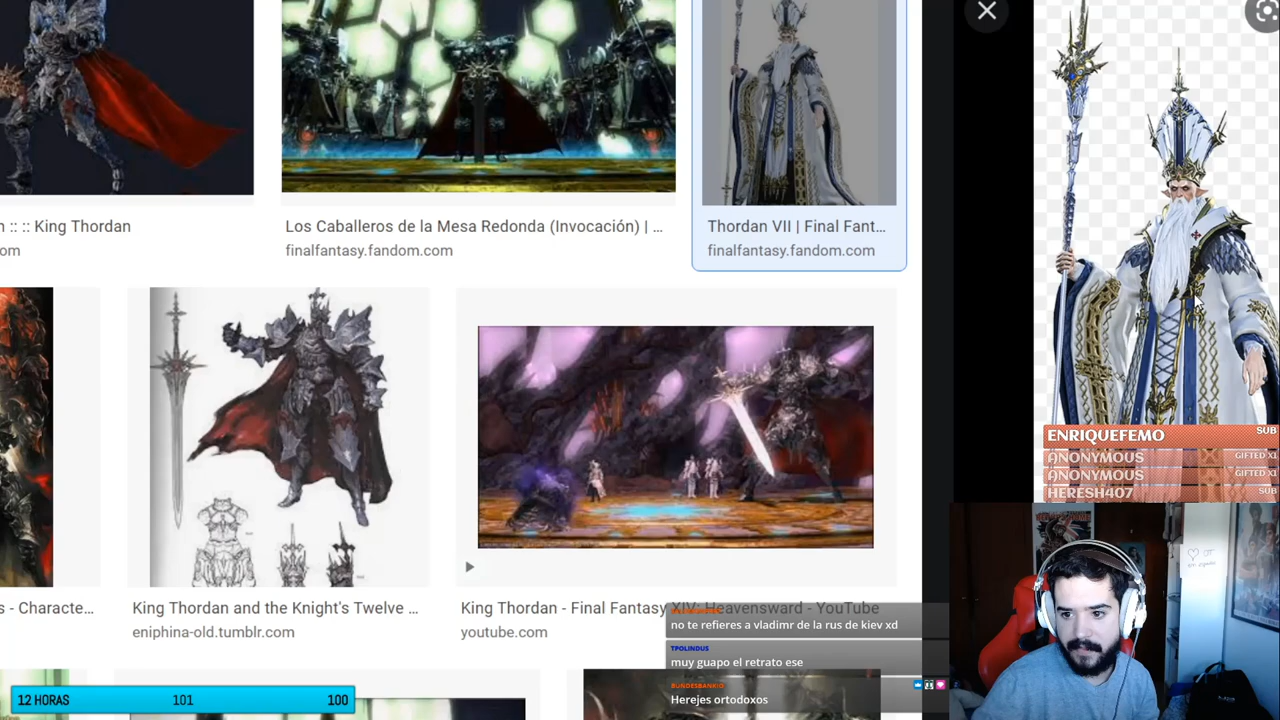 n :: :: King Thordan
om
Los Caballeros de la Mesa Redonda (Invocación) | ...
finalfantasy.fandom.com
Thordan VII | Final Fant...
finalfantasy.fandom.com
s - Characte...
King Thordan and the Knight's Twelve ...
eniphina-old.tumblr.com
King Thordan - Final Fantasy XIV: Heavensward - YouTube
youtube.com
ENRIQUEFEMO SUB
ANONYMOUS GIFTED X1
ANONYMOUS GIFTED X1
HERESH407 SUB
no te refieres a vladimr de la rus de kiev xd
TPOLINDUS
muy guapo el retrato ese
BUNDESBANKIO
Herejes ortodoxos
12 HORAS 101 100